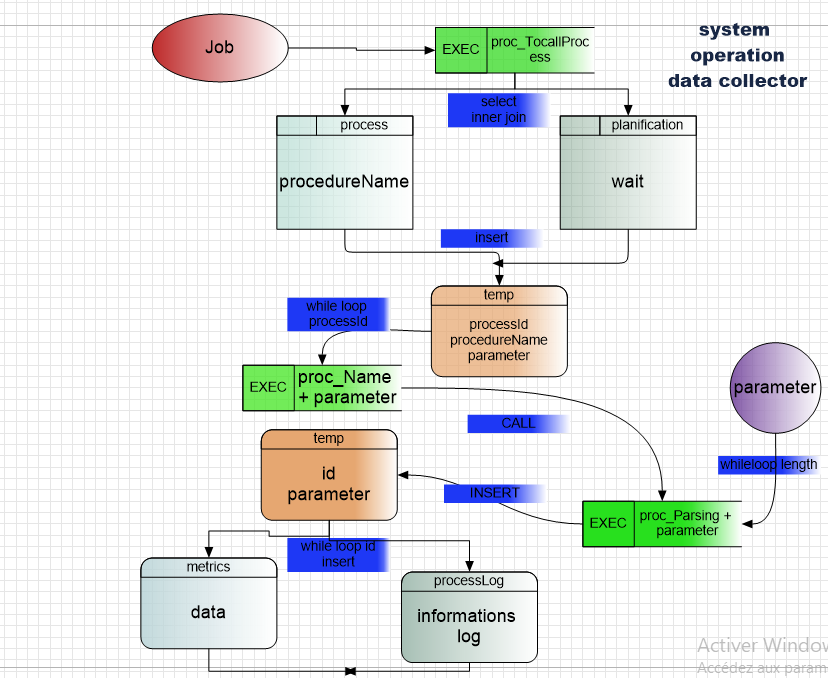 system
operation
data collector
Job
EXEC
proc_TocallProc
ess
select
inner join
process
procedureName
planification
wait
insert
temp
processId
procedureName
parameter
while loop
processId
EXEC
proc_Name
+ parameter
parameter
CALL
whileloop length
temp
id
parameter
INSERT
EXEC
proc_Parsing +
parameter
while loop id
insert
metrics
data
processLog
informations
log
Activer Window
Accédez aux param